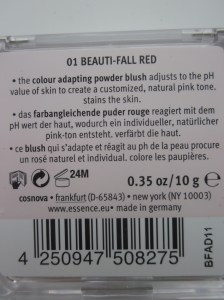 01 BEAUTI-FALL RED
• the colour adapting powder blush adjusts to the pH
value of skin to create a customized, natural pink tone.
stains the skin.
• das farbangleichende puder rouge reagiert mit dem
pH wert der haut, wodurch ein individueller, natürlicher
pink-ton entsteht. verfärbt die haut.
• ce blush qui s'adapte et réagit au ph de la peau procure
un rosé naturel et individuel. colore les paupières.
24M
0.35 oz/10 g
cosnova • frankfurt (D-65843) • new york (NY 10003)
www.essence.eu• made in germany
4 250947 508275
BFAD11